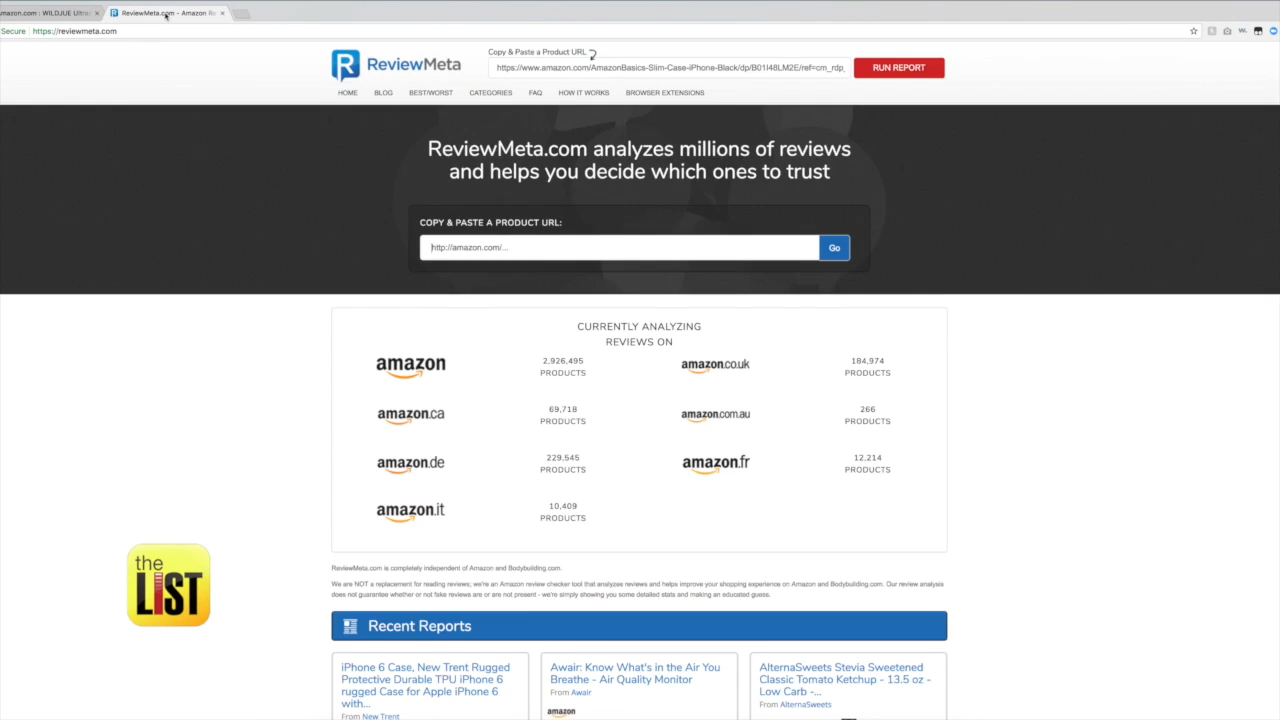 mazon.com : WILDJUE Ultra
ReviewMeta.com - Amazon Re
Secure
https://reviewmeta.com
ReviewMeta
Copy & Paste a Product URL
https://www.amazon.com/AmazonBasics-Slim-Case-iPhone-Black/dp/B01I48LM2E/ref=cm_rdp_
RUN REPORT
HOME BLOG BEST/WORST CATEGORIES FAQ HOW IT WORKS BROWSER EXTENSIONS
ReviewMeta.com analyzes millions of reviews
and helps you decide which ones to trust
COPY & PASTE A PRODUCT URL:
http://amazon.com/... Go
CURRENTLY ANALYZING
REVIEWS ON
amazon
2,926,495
PRODUCTS
amazon.co.uk
184,974
PRODUCTS
amazon.ca
69,718
PRODUCTS
amazon.com.au
266
PRODUCTS
amazon.de
229,545
PRODUCTS
amazon.fr
12,214
PRODUCTS
amazon.it
10,409
PRODUCTS
the
LIST
ReviewMeta.com is completely independent of Amazon and Bodybuilding.com.
We are NOT a replacement for reading reviews; we're an Amazon review checker tool that analyzes reviews and helps improve your shopping experience on Amazon and Bodybuilding.com. Our review analysis
does not guarantee whether or not fake reviews are or are not present - we're simply showing you some detailed stats and making an educated guess.
Recent Reports
iPhone 6 Case, New Trent Rugged
Protective Durable TPU iPhone 6
rugged Case for Apple iPhone 6
with...
From New Trent
Awair: Know What's in the Air You
Breathe - Air Quality Monitor
From Awair
amazon
AlternaSweets Stevia Sweetened
Classic Tomato Ketchup - 13.5 oz -
Low Carb -...
From AlternaSweets